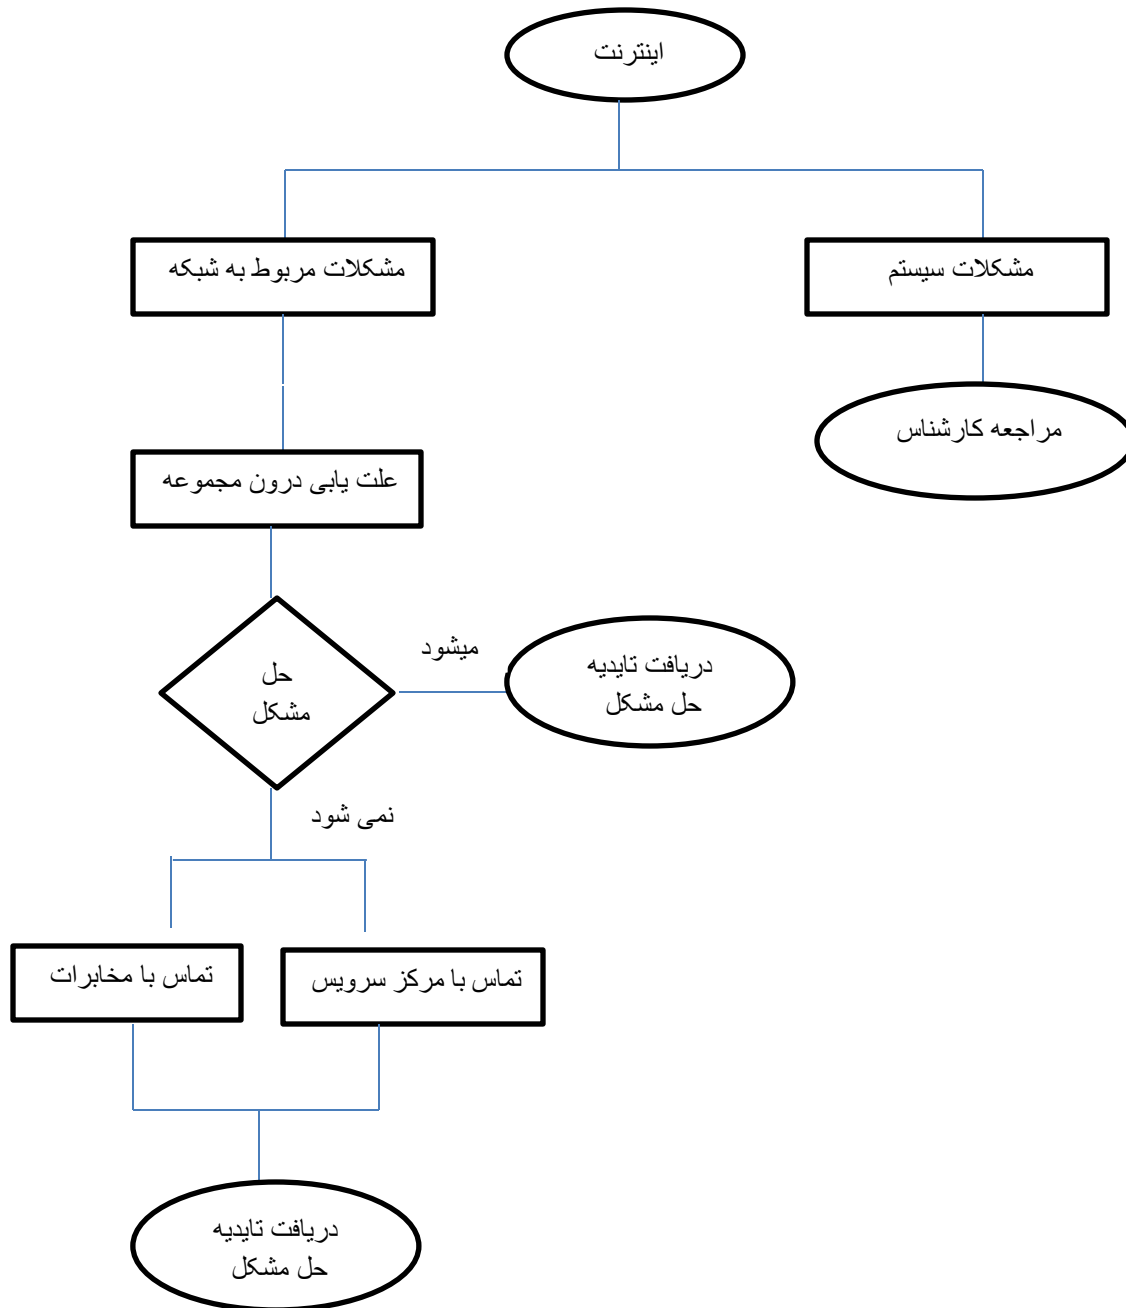 اینترنت
مشکلات سیستم
مشکلات مربوط به شبکه
مراجعه کارشناس
علت یابی درون مجموعه
حل
مشکل
میشود
دریافت تایدیه
حل مشکل
نمی شود
تماس با مرکز سرویس
تماس با مخابرات
دریافت تایدیه
حل مشکل